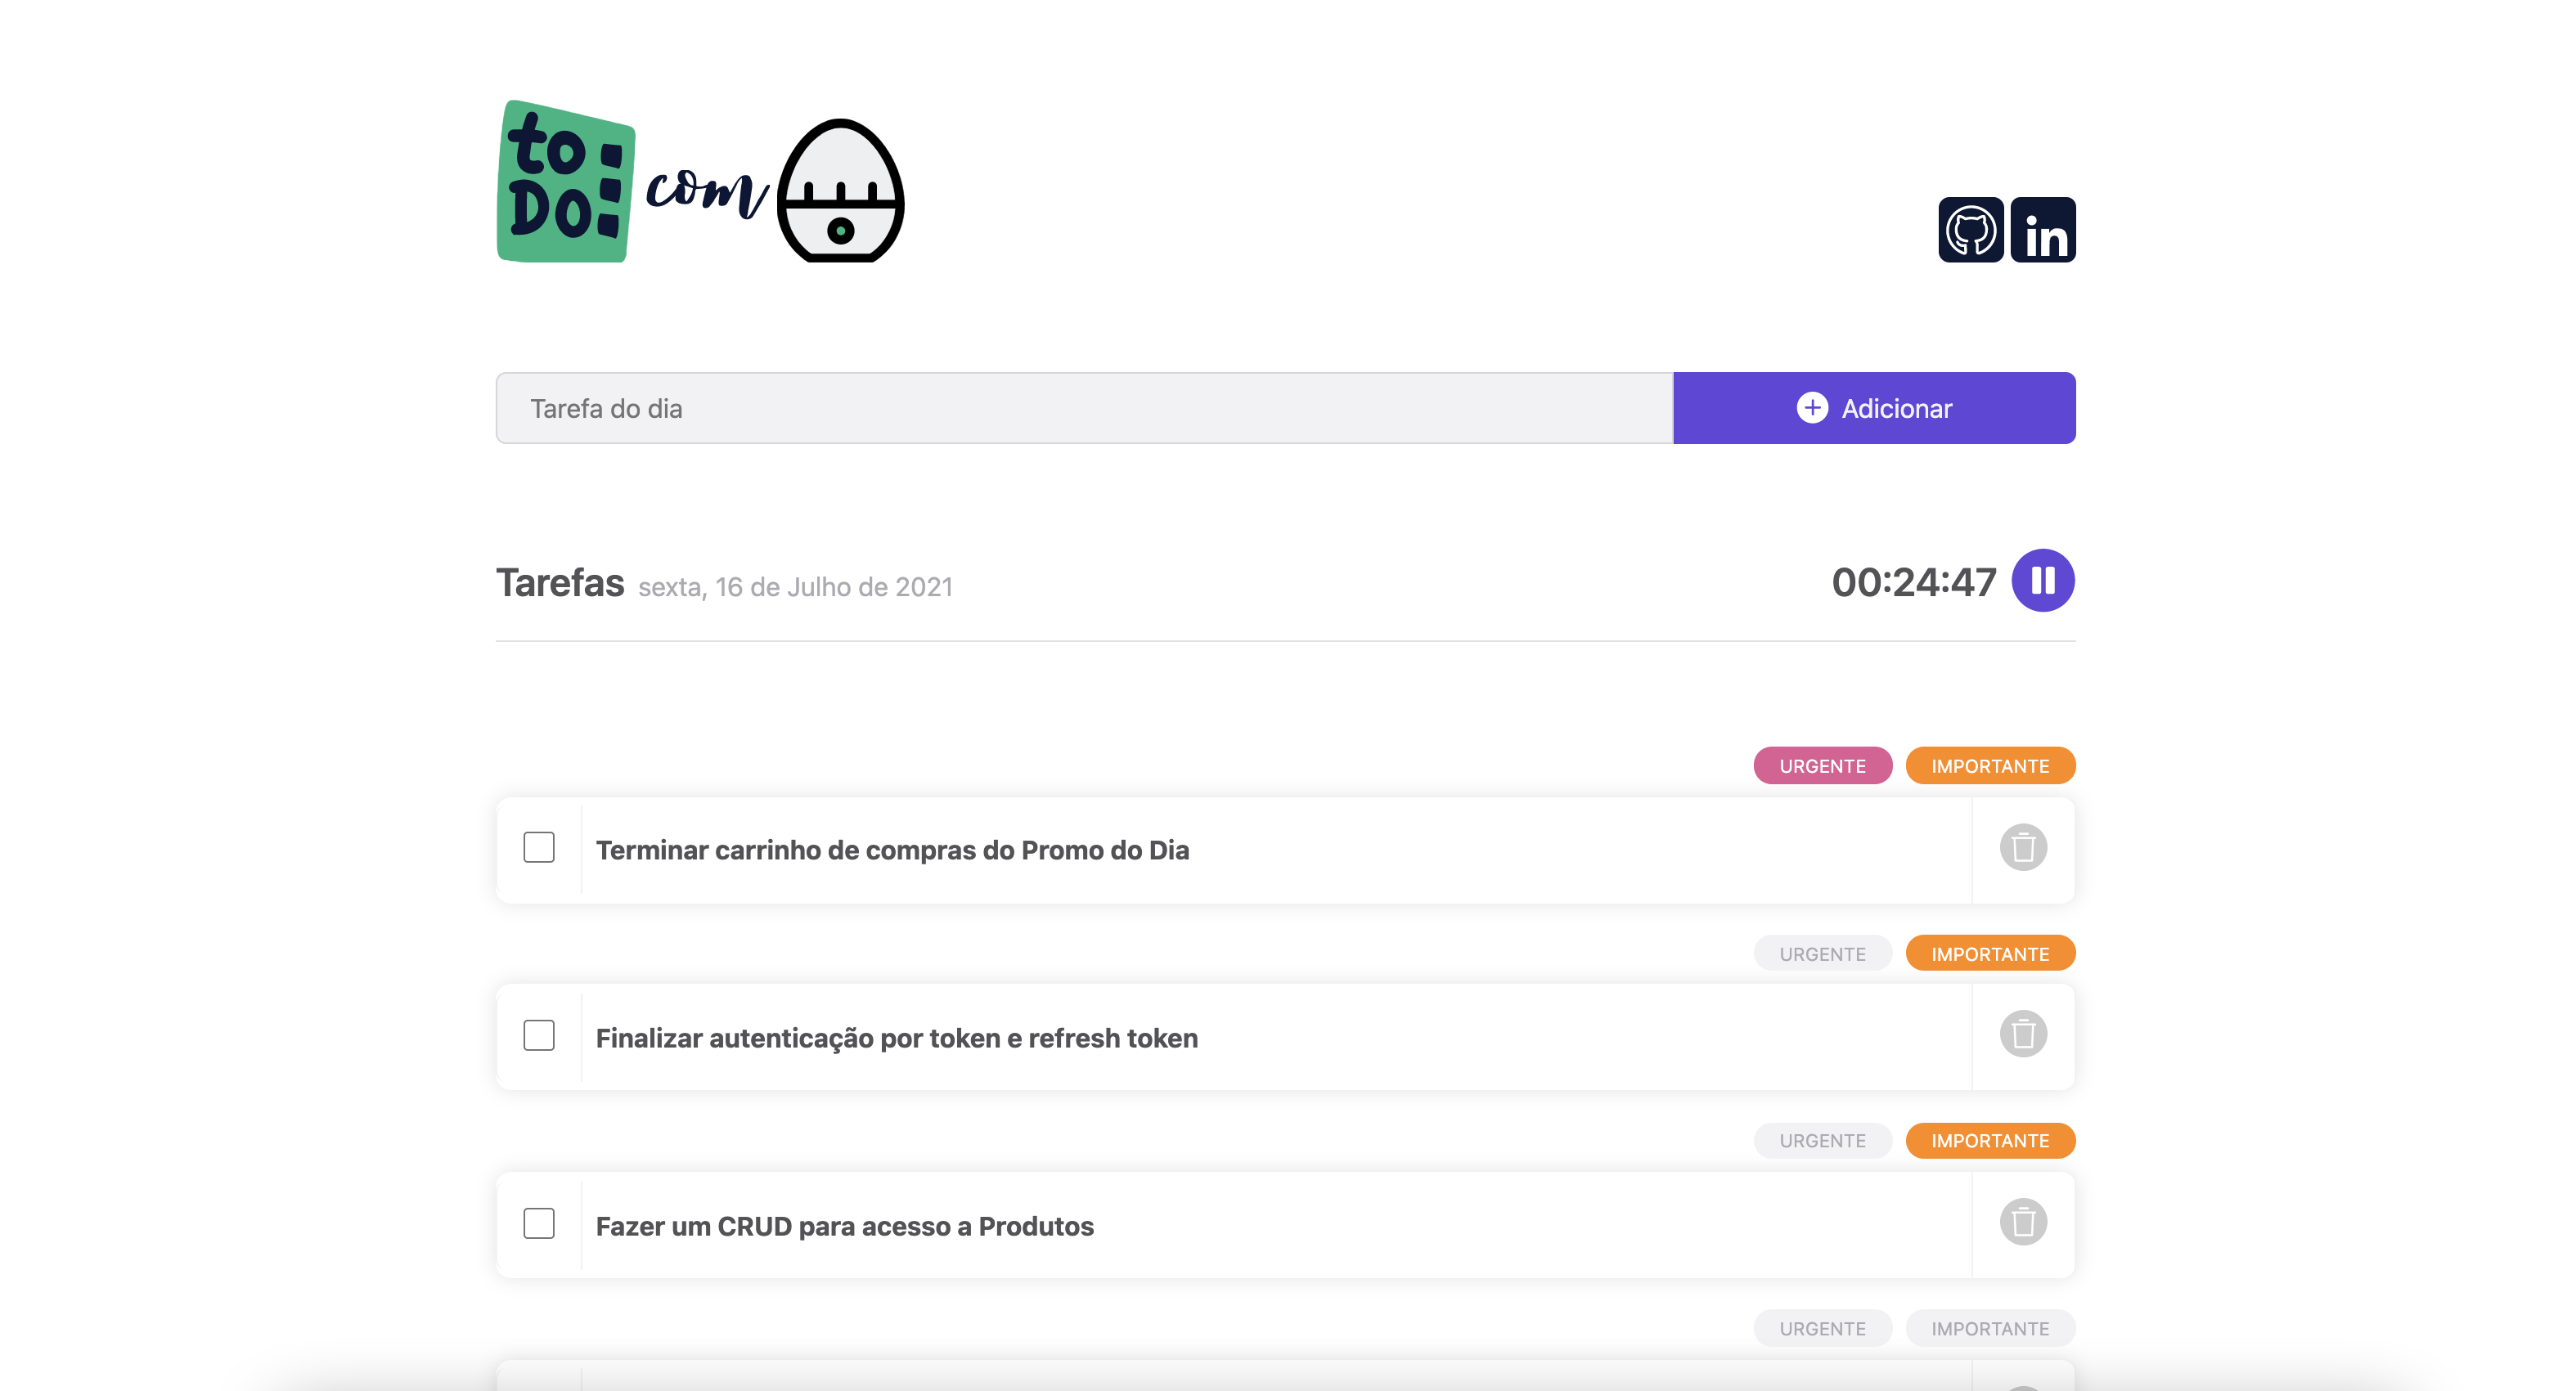 to
Do
com
in
Tarefa do dia
Adicionar
Tarefas sexta, 16 de Julho de 2021
00:24:47
URGENTE IMPORTANTE
Terminar carrinho de compras do Promo do Dia
URGENTE IMPORTANTE
Finalizar autenticação por token e refresh token
URGENTE IMPORTANTE
Fazer um CRUD para acesso a Produtos
URGENTE IMPORTANTE